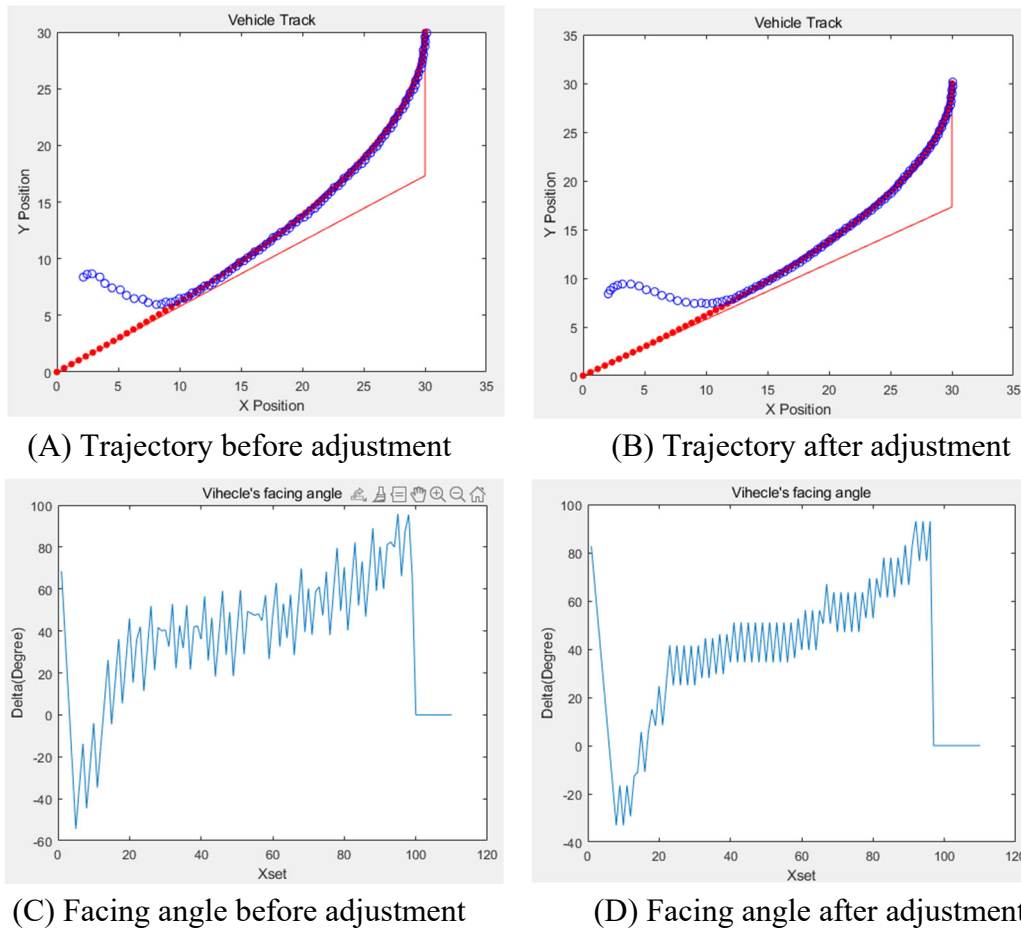 Vehicle Track
30
25
20
15
10
5
0
Y Position
0 5 10 15 20 25 30 35
X Position
Vehicle Track
35
30
25
20
15
10
5
0
Y Position
0 5 10 15 20 25 30 35
X Position
(A) Trajectory before adjustment
(B) Trajectory after adjustment
Vihecle's facing angle
100
80
60
40
20
0
-20
-40
-60
Delta(Degree)
0 20 40 60 80 100 120
Xset
Vihecle's facing angle
100
80
60
40
20
0
-20
-40
Delta(Degree)
0 20 40 60 80 100 120
Xset
(C) Facing angle before adjustment
(D) Facing angle after adjustment